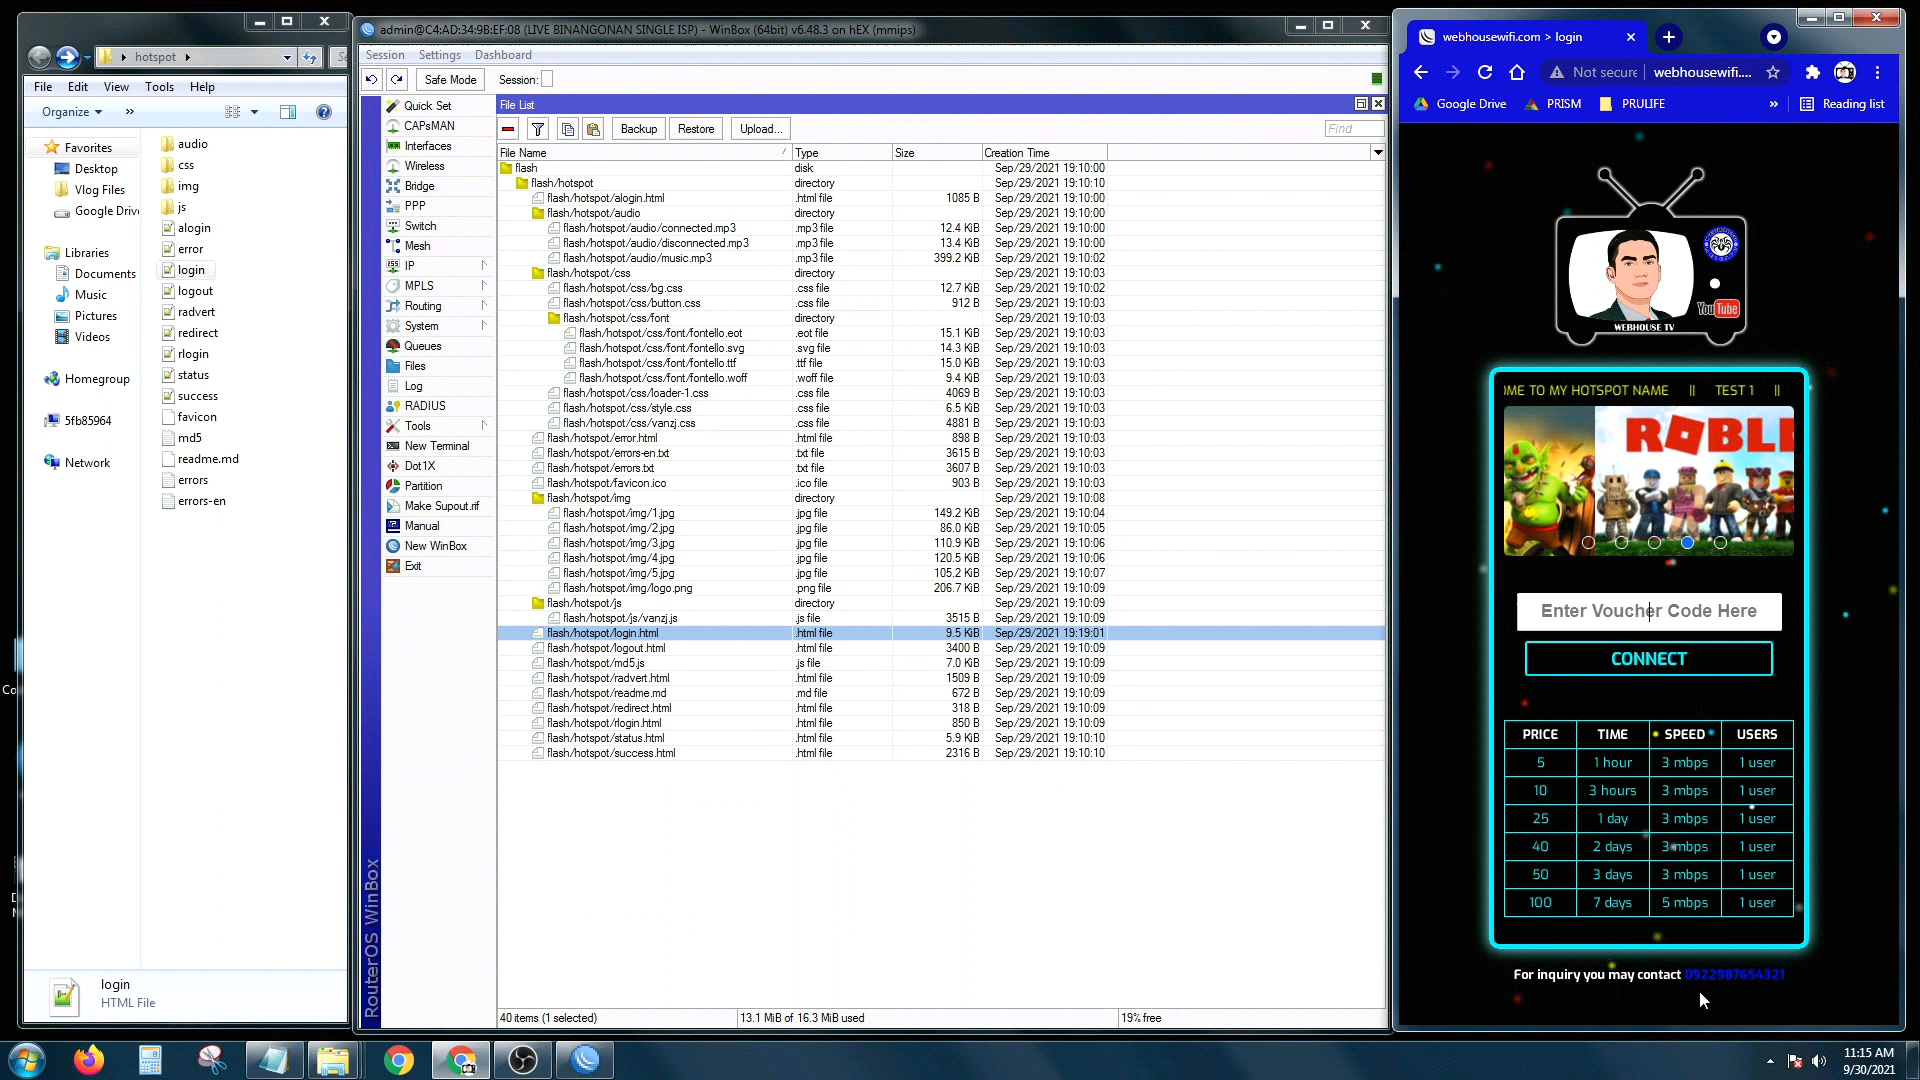 hotspot
File Edit View Tools Help
Organize
»
Favorites
Desktop
Vlog Files
Google Drive
Libraries
Documents
Music
Pictures
Videos
Homegroup
5fb85964
Network
audio
css
img
js
alogin
error
login
logout
radvert
redirect
rlogin
status
success
favicon
md5
readme.md
errors
errors-en
login
HTML File
admin@C4:AD:34:9B:EF:08 (LIVE BINANGONAN SINGLE ISP) - WinBox (64bit) v6.48.3 on hEX (mmips)
Session Settings Dashboard
Safe Mode Session:
Quick Set
CAPsMAN
Interfaces
Wireless
Bridge
PPP
Switch
Mesh
IP
MPLS
Routing
System
Queues
Files
Log
RADIUS
Tools
New Terminal
Dot1X
Partition
Make Supout.rif
Manual
New WinBox
Exit
RouterOS WinBox
File List
Backup Restore Upload... Find
File Name Type Size Creation Time
flash disk Sep/29/2021 19:10:00
flash/hotspot directory Sep/29/2021 19:10:10
flash/hotspot/alogin.html .html file 1085 B Sep/29/2021 19:10:00
flash/hotspot/audio directory Sep/29/2021 19:10:00
flash/hotspot/audio/connected.mp3 .mp3 file 12.4 KiB Sep/29/2021 19:10:00
flash/hotspot/audio/disconnected.mp3 .mp3 file 13.4 KiB Sep/29/2021 19:10:00
flash/hotspot/audio/music.mp3 .mp3 file 399.2 KiB Sep/29/2021 19:10:02
flash/hotspot/css directory Sep/29/2021 19:10:03
flash/hotspot/css/bg.css .css file 12.7 KiB Sep/29/2021 19:10:02
flash/hotspot/css/button.css .css file 912 B Sep/29/2021 19:10:03
flash/hotspot/css/font directory Sep/29/2021 19:10:03
flash/hotspot/css/font/fontello.eot .eot file 15.1 KiB Sep/29/2021 19:10:03
flash/hotspot/css/font/fontello.svg .svg file 14.3 KiB Sep/29/2021 19:10:03
flash/hotspot/css/font/fontello.ttf .ttf file 15.0 KiB Sep/29/2021 19:10:03
flash/hotspot/css/font/fontello.woff .woff file 9.4 KiB Sep/29/2021 19:10:03
flash/hotspot/css/loader-1.css .css file 4069 B Sep/29/2021 19:10:03
flash/hotspot/css/style.css .css file 6.5 KiB Sep/29/2021 19:10:03
flash/hotspot/css/vanzj.css .css file 4881 B Sep/29/2021 19:10:03
flash/hotspot/error.html .html file 898 B Sep/29/2021 19:10:03
flash/hotspot/errors-en.txt .txt file 3615 B Sep/29/2021 19:10:03
flash/hotspot/errors.txt .txt file 3607 B Sep/29/2021 19:10:03
flash/hotspot/favicon.ico .ico file 903 B Sep/29/2021 19:10:03
flash/hotspot/img directory Sep/29/2021 19:10:08
flash/hotspot/img/1.jpg .jpg file 149.2 KiB Sep/29/2021 19:10:04
flash/hotspot/img/2.jpg .jpg file 86.0 KiB Sep/29/2021 19:10:05
flash/hotspot/img/3.jpg .jpg file 110.9 KiB Sep/29/2021 19:10:06
flash/hotspot/img/4.jpg .jpg file 120.5 KiB Sep/29/2021 19:10:06
flash/hotspot/img/5.jpg .jpg file 105.2 KiB Sep/29/2021 19:10:07
flash/hotspot/img/logo.png .png file 206.7 KiB Sep/29/2021 19:10:09
flash/hotspot/js directory Sep/29/2021 19:10:09
flash/hotspot/js/vanzj.js .js file 3515 B Sep/29/2021 19:10:09
flash/hotspot/login.html .html file 9.5 KiB Sep/29/2021 19:19:01
flash/hotspot/logout.html .html file 3400 B Sep/29/2021 19:10:09
flash/hotspot/md5.js .js file 7.0 KiB Sep/29/2021 19:10:09
flash/hotspot/radvert.html .html file 1509 B Sep/29/2021 19:10:09
flash/hotspot/readme.md .md file 672 B Sep/29/2021 19:10:09
flash/hotspot/redirect.html .html file 318 B Sep/29/2021 19:10:09
flash/hotspot/rlogin.html .html file 850 B Sep/29/2021 19:10:09
flash/hotspot/status.html .html file 5.9 KiB Sep/29/2021 19:10:10
flash/hotspot/success.html .html file 2316 B Sep/29/2021 19:10:10
40 items (1 selected) 13.1 MiB of 16.3 MiB used 19% free
webhousewifi.com > login
Not secure webhousewifi....
Google Drive PRISM PRULIFE » Reading list
YouTube
WEBHOUSE TV
OME TO MY HOTSPOT NAME || TEST 1 ||
ROBL
Enter Voucher Code Here
CONNECT
PRICE TIME SPEED USERS
5 1 hour 3 mbps 1 user
10 3 hours 3 mbps 1 user
25 1 day 3 mbps 1 user
40 2 days 3 mbps 1 user
50 3 days 3 mbps 1 user
100 7 days 5 mbps 1 user
For inquiry you may contact 0922987654321
11:15 AM
9/30/2021